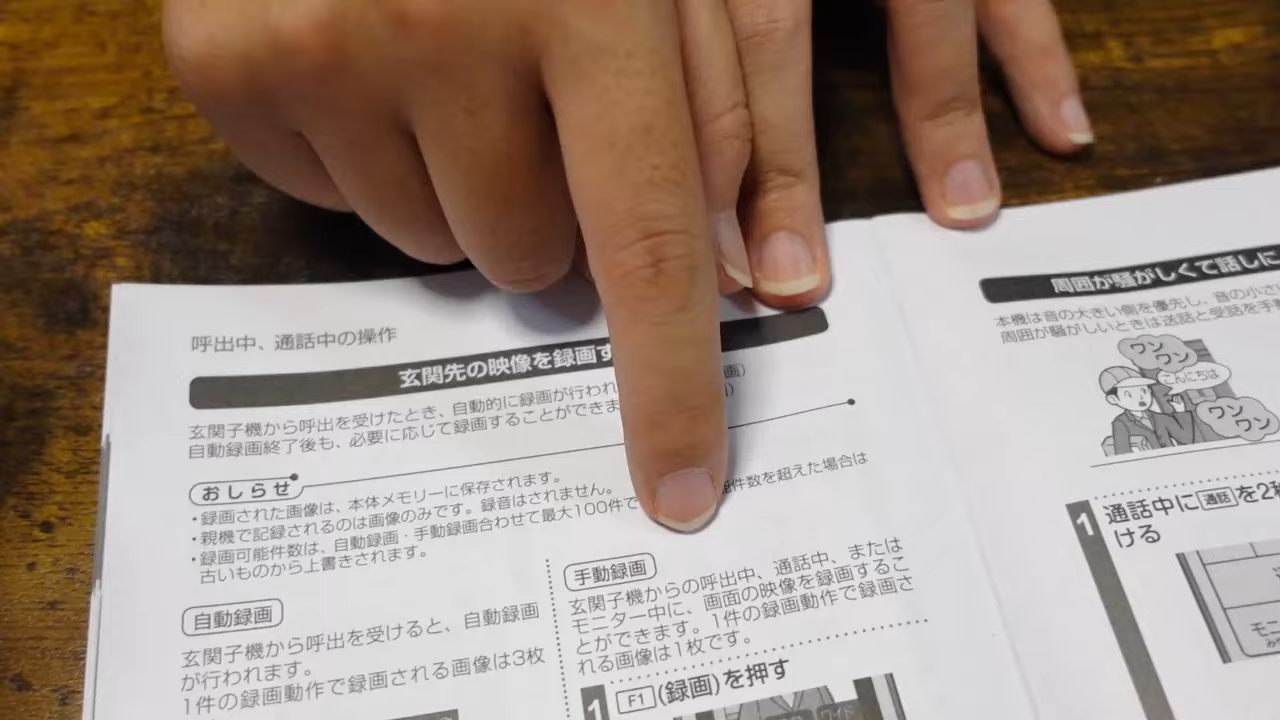 呼出中、通話中の操作
玄関先の映像を録画す
玄関子機から呼出を受けたとき、自動的に録画が行われ 画)
自動録画終了後も、必要に応じて録画することができま
おしらせ
・録画された画像は、本体メモリーに保存されます。
・親機で記録されるのは画像のみです。録音はされません。
・録画可能件数は、自動録画・手動録画合わせて最大100件で 件数を超えた場合は
古いものから上書きされます。
自動録画
玄関子機から呼出を受けると、自動録画
が行われます。
1件の録画動作で録画される画像は3枚
手動録画
玄関子機からの呼出中、通話中、または
モニター中に、画面の映像を録画するこ
とができます。1件の録画動作で録画さ
れる画像は1枚です。
1 F1(録画)を押す
ワイド
周囲が騒がしくて話しに
本機は音の大きい側を優先し、音の小さ
周囲が騒がしいときは送話と受話を手
ワン
ワン
こんにちは
ワン
ワン
1 通話中に通話を2秒
ける
モニ